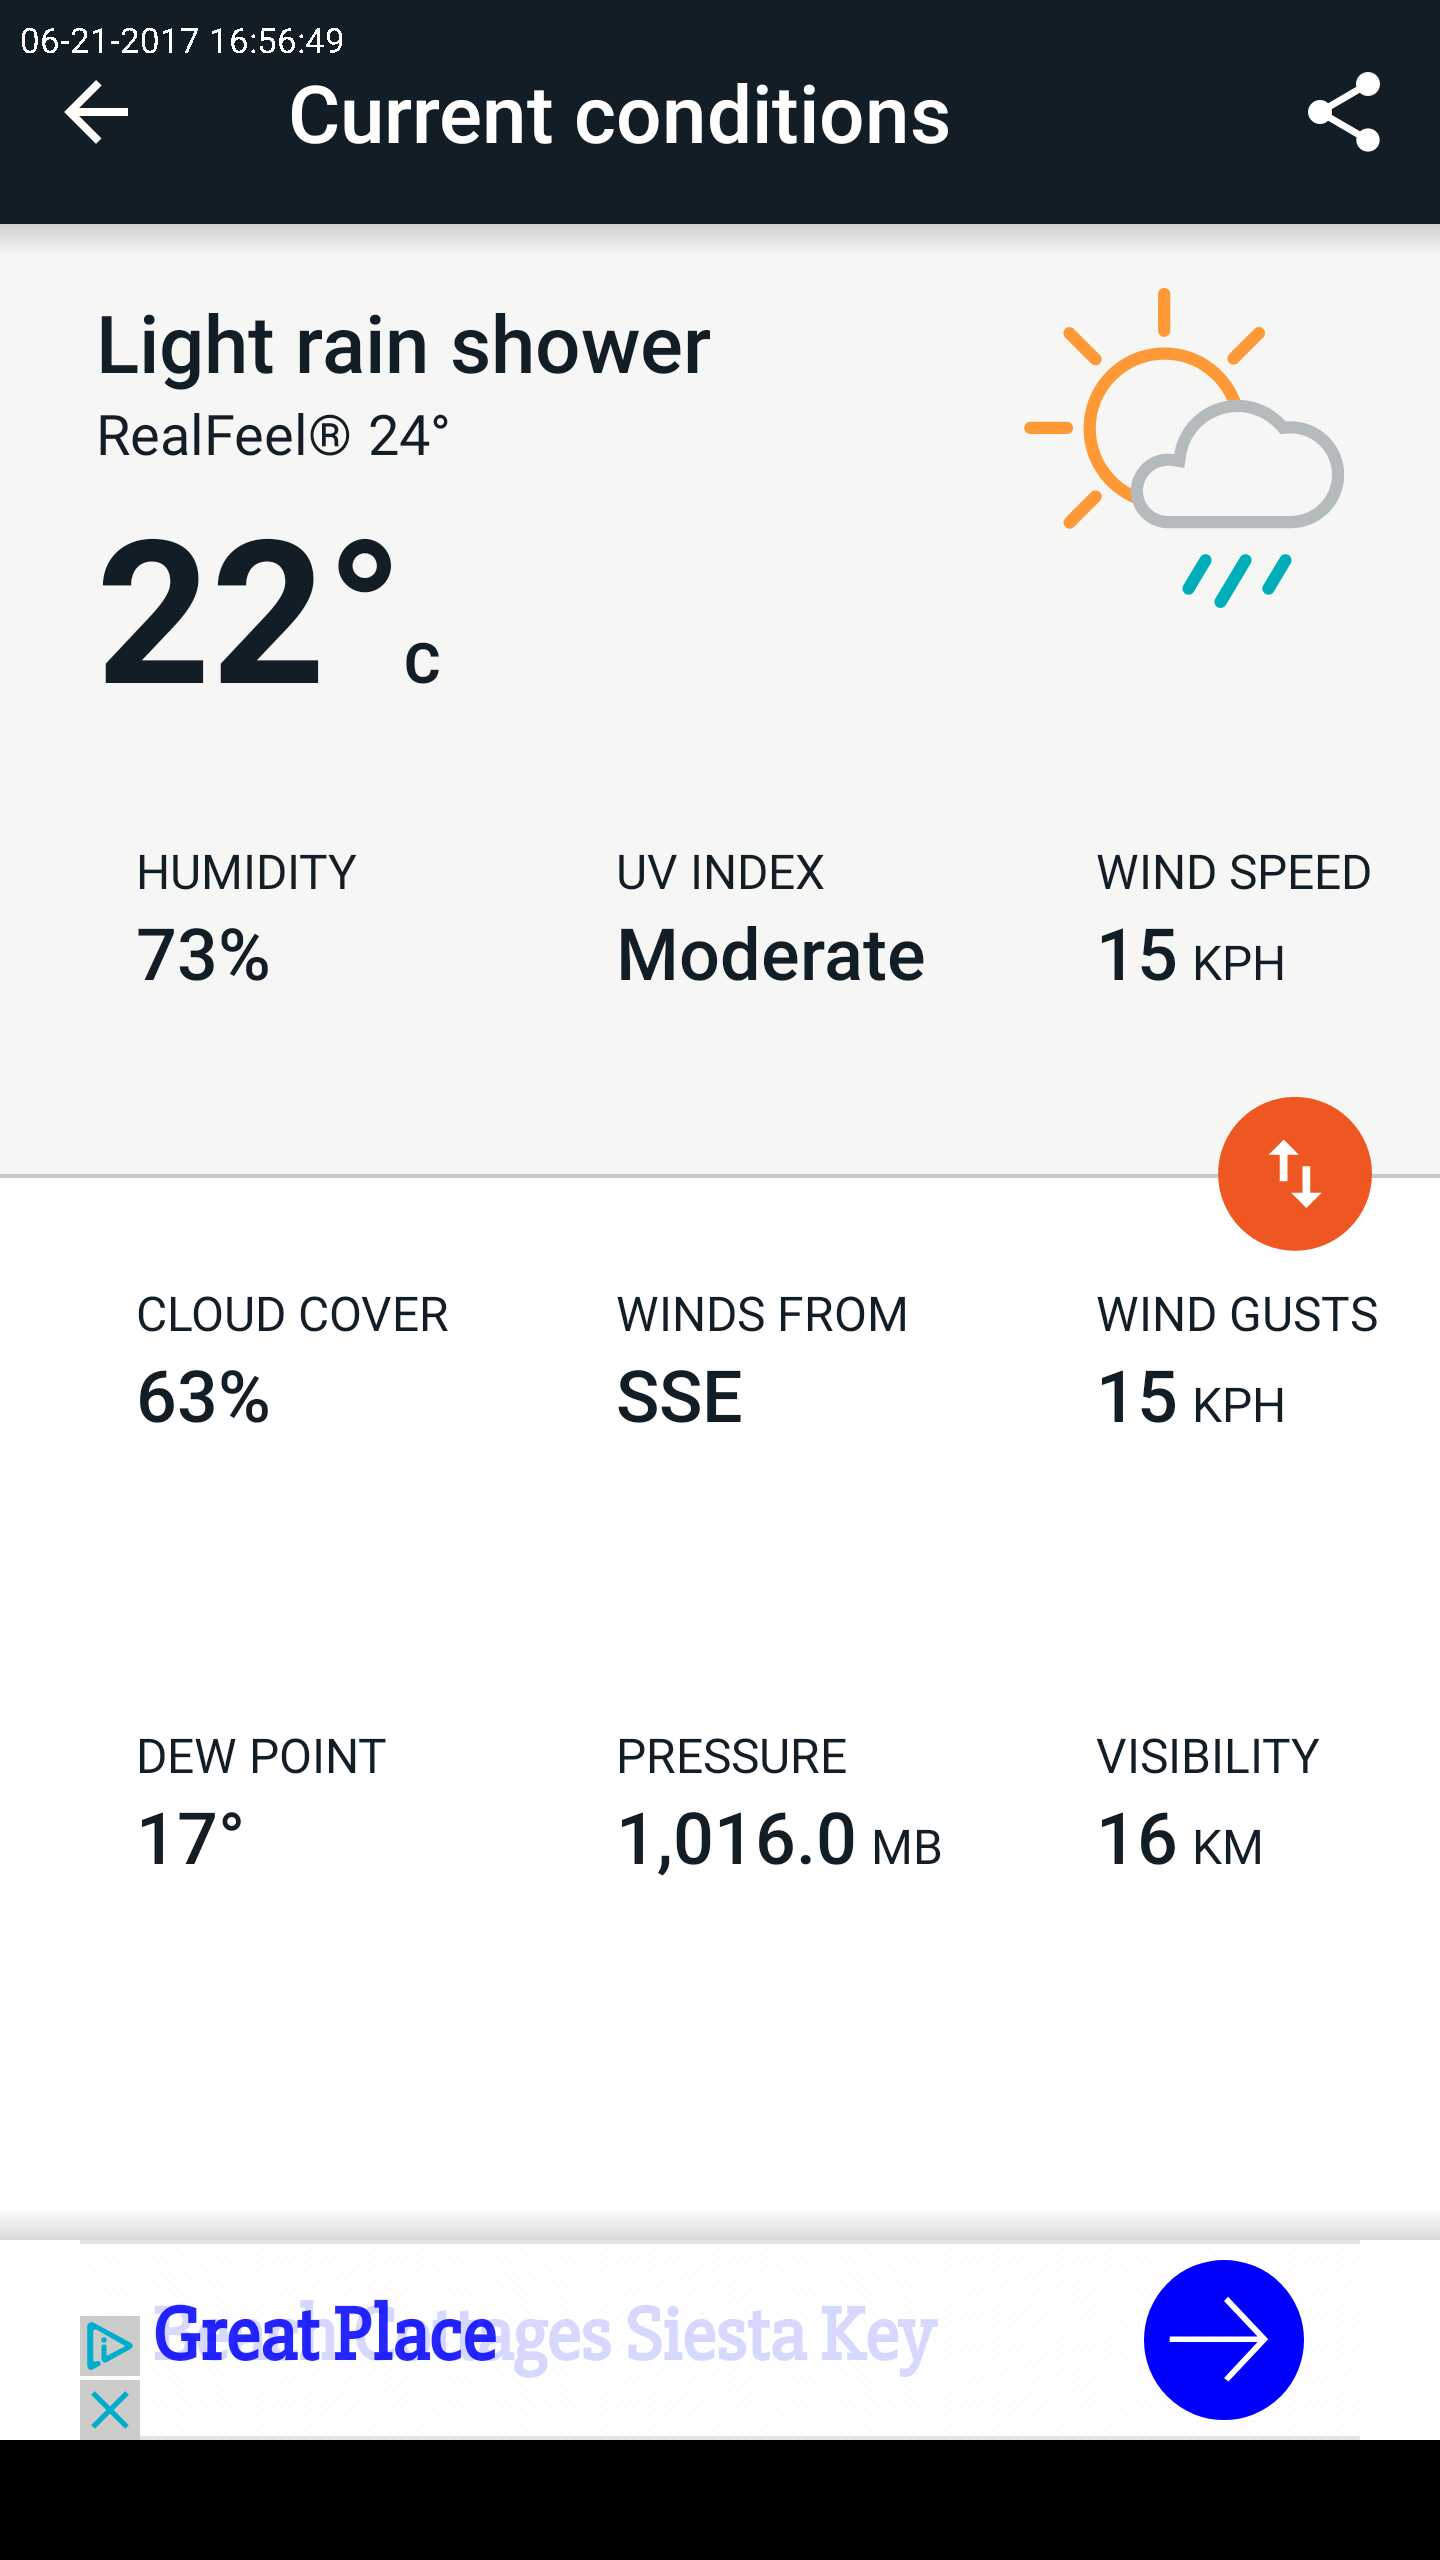 06-21-2017 16:56:49
Current conditions
Light rain shower
RealFeel® 24°
22° C
HUMIDITY UV INDEX WIND SPEED
73% Moderate 15 KPH
CLOUD COVER WINDS FROM WIND GUSTS
63% SSE 15 KPH
DEW POINT PRESSURE VISIBILITY
17° 1,016.0 MB 16 KM
Great Place
Siesta Key